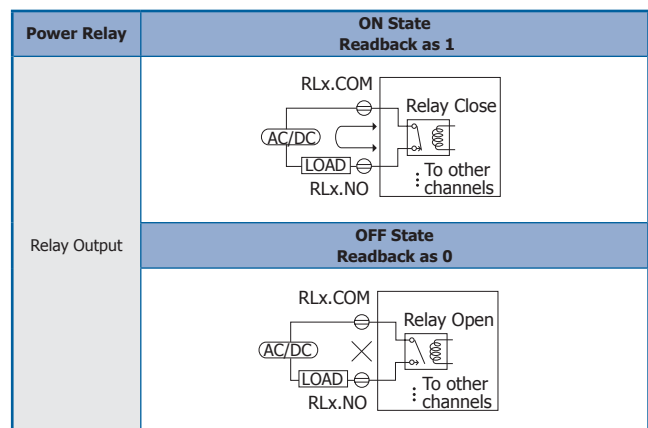 Power Relay
ON State
Readback as 1
Relay Output
RLx.COM
Relay Close
AC/DC
LOAD
RLx.NO
To other
channels
OFF State
Readback as 0
RLx.COM
Relay Open
AC/DC
LOAD
RLx.NO
To other
channels